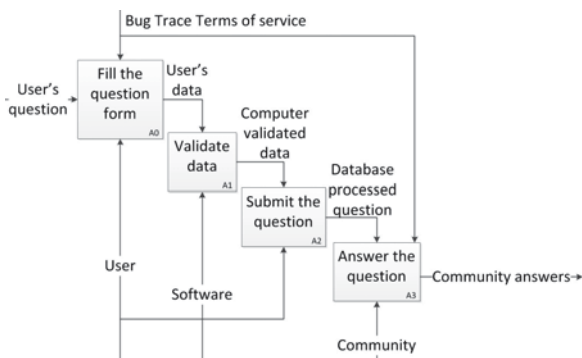 Bug Trace Terms of service
User's
question
Fill the
question
form
A0
User's
data
Validate
data
A1
Computer
validated
data
Submit the
question
A2
Database
processed
question
Answer the
question
A3
Community answers
User
Software
Community